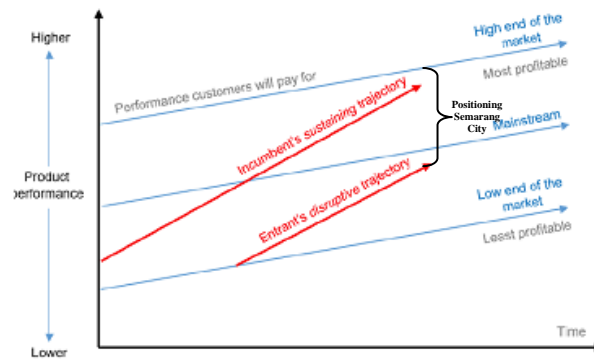 Higher
High end of the
market
Most profitable
Performance customers will pay for
Incumbent's sustaining trajectory
Positioning
Semarang
City
Mainstream
Product
performance
Entrant's disruptive trajectory
Low end of the
market
Least profitable
Time
Lower